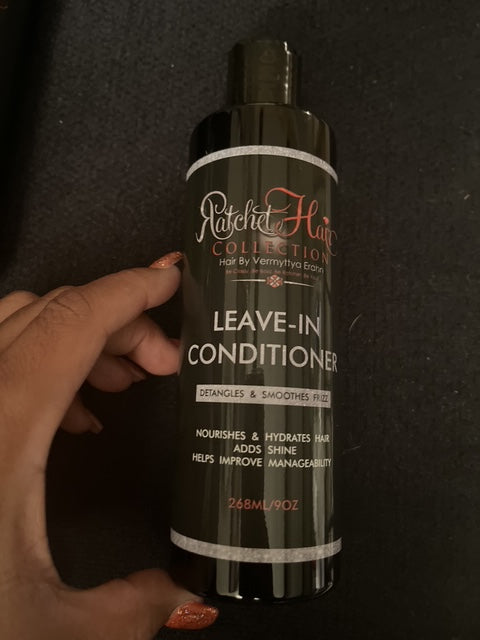 Ratchet Hair
COLLECTION
Hair By Vermyttya
LEAVE-IN
CONDITIONER
DETANGLES & SMOOTHES FRIZZ
NOURISHES & HYDRATES HAIR
ADDS SHINE
HELPS IMPROVE MANAGEABILITY
268ML/9OZ